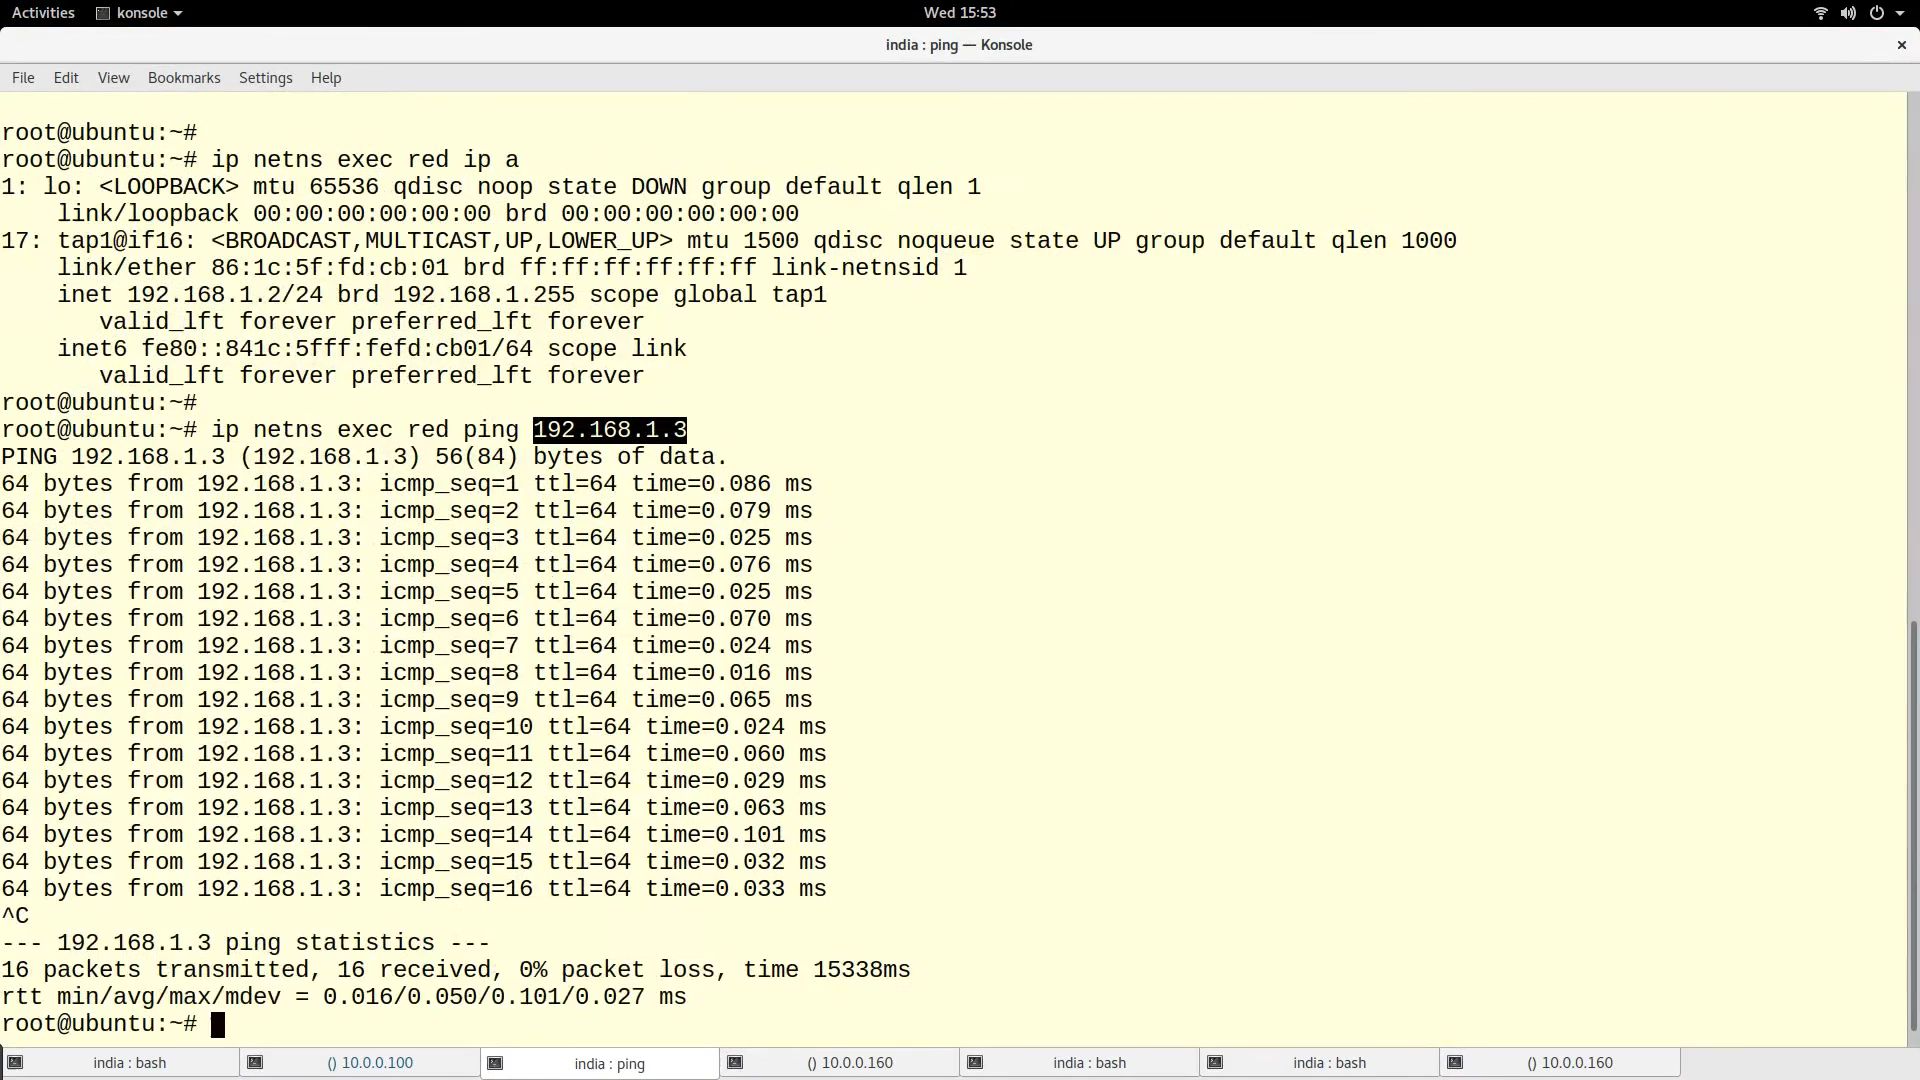 Activities konsole Wed 15:53
india : ping — Konsole ×
File Edit View Bookmarks Settings Help
root@ubuntu:~#
root@ubuntu:~# ip netns exec red ip a
1: lo: <LOOPBACK> mtu 65536 qdisc noop state DOWN group default qlen 1
    link/loopback 00:00:00:00:00:00 brd 00:00:00:00:00:00
17: tap1@if16: <BROADCAST,MULTICAST,UP,LOWER_UP> mtu 1500 qdisc noqueue state UP group default qlen 1000
    link/ether 86:1c:5f:fd:cb:01 brd ff:ff:ff:ff:ff:ff link-netnsid 1
    inet 192.168.1.2/24 brd 192.168.1.255 scope global tap1
       valid_lft forever preferred_lft forever
    inet6 fe80::841c:5fff:fefd:cb01/64 scope link
       valid_lft forever preferred_lft forever
root@ubuntu:~#
root@ubuntu:~# ip netns exec red ping 192.168.1.3
PING 192.168.1.3 (192.168.1.3) 56(84) bytes of data.
64 bytes from 192.168.1.3: icmp_seq=1 ttl=64 time=0.086 ms
64 bytes from 192.168.1.3: icmp_seq=2 ttl=64 time=0.079 ms
64 bytes from 192.168.1.3: icmp_seq=3 ttl=64 time=0.025 ms
64 bytes from 192.168.1.3: icmp_seq=4 ttl=64 time=0.076 ms
64 bytes from 192.168.1.3: icmp_seq=5 ttl=64 time=0.025 ms
64 bytes from 192.168.1.3: icmp_seq=6 ttl=64 time=0.070 ms
64 bytes from 192.168.1.3: icmp_seq=7 ttl=64 time=0.024 ms
64 bytes from 192.168.1.3: icmp_seq=8 ttl=64 time=0.016 ms
64 bytes from 192.168.1.3: icmp_seq=9 ttl=64 time=0.065 ms
64 bytes from 192.168.1.3: icmp_seq=10 ttl=64 time=0.024 ms
64 bytes from 192.168.1.3: icmp_seq=11 ttl=64 time=0.060 ms
64 bytes from 192.168.1.3: icmp_seq=12 ttl=64 time=0.029 ms
64 bytes from 192.168.1.3: icmp_seq=13 ttl=64 time=0.063 ms
64 bytes from 192.168.1.3: icmp_seq=14 ttl=64 time=0.101 ms
64 bytes from 192.168.1.3: icmp_seq=15 ttl=64 time=0.032 ms
64 bytes from 192.168.1.3: icmp_seq=16 ttl=64 time=0.033 ms
^C
--- 192.168.1.3 ping statistics ---
16 packets transmitted, 16 received, 0% packet loss, time 15338ms
rtt min/avg/max/mdev = 0.016/0.050/0.101/0.027 ms
root@ubuntu:~#
india : bash () 10.0.0.100 india : ping () 10.0.0.160 india : bash india : bash () 10.0.0.160